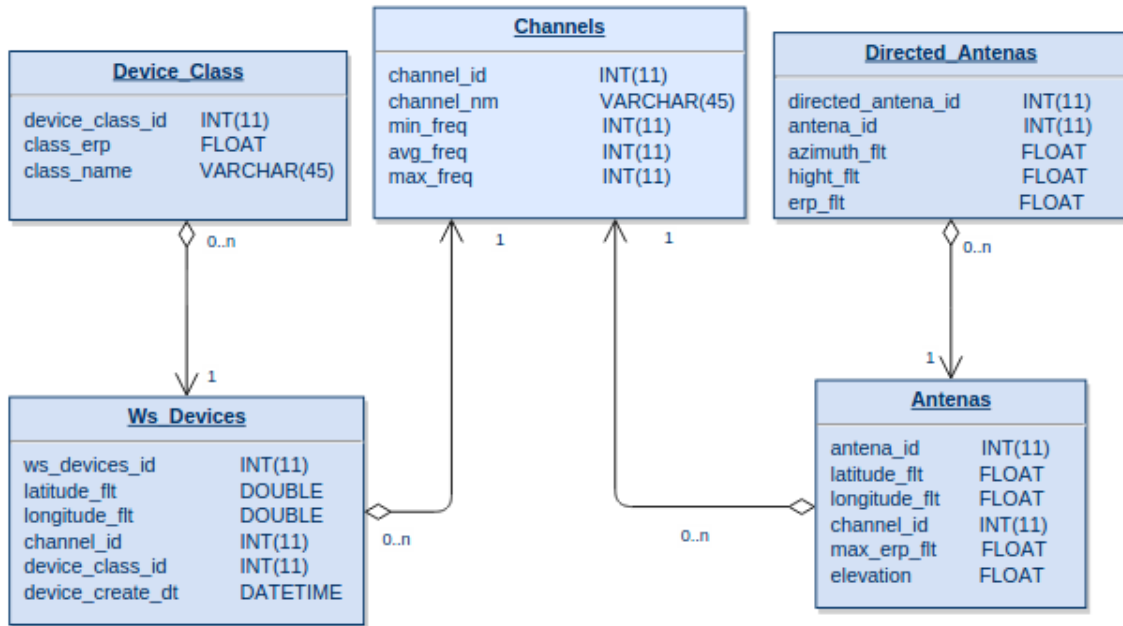 Device_Class
device_class_id INT(11)
class_erp FLOAT
class_name VARCHAR(45)
0..n
1
Channels
channel_id INT(11)
channel_nm VARCHAR(45)
min_freq INT(11)
avg_freq INT(11)
max_freq INT(11)
1
1
Directed_Antenas
directed_antena_id INT(11)
antena_id INT(11)
azimuth_flt FLOAT
hight_flt FLOAT
erp_flt FLOAT
0..n
1
Ws_Devices
ws_devices_id INT(11)
latitude_flt DOUBLE
longitude_flt DOUBLE
channel_id INT(11)
device_class_id INT(11)
device_create_dt DATETIME
0..n
0..n
Antenas
antena_id INT(11)
latitude_flt FLOAT
longitude_flt FLOAT
channel_id INT(11)
max_erp_flt FLOAT
elevation FLOAT